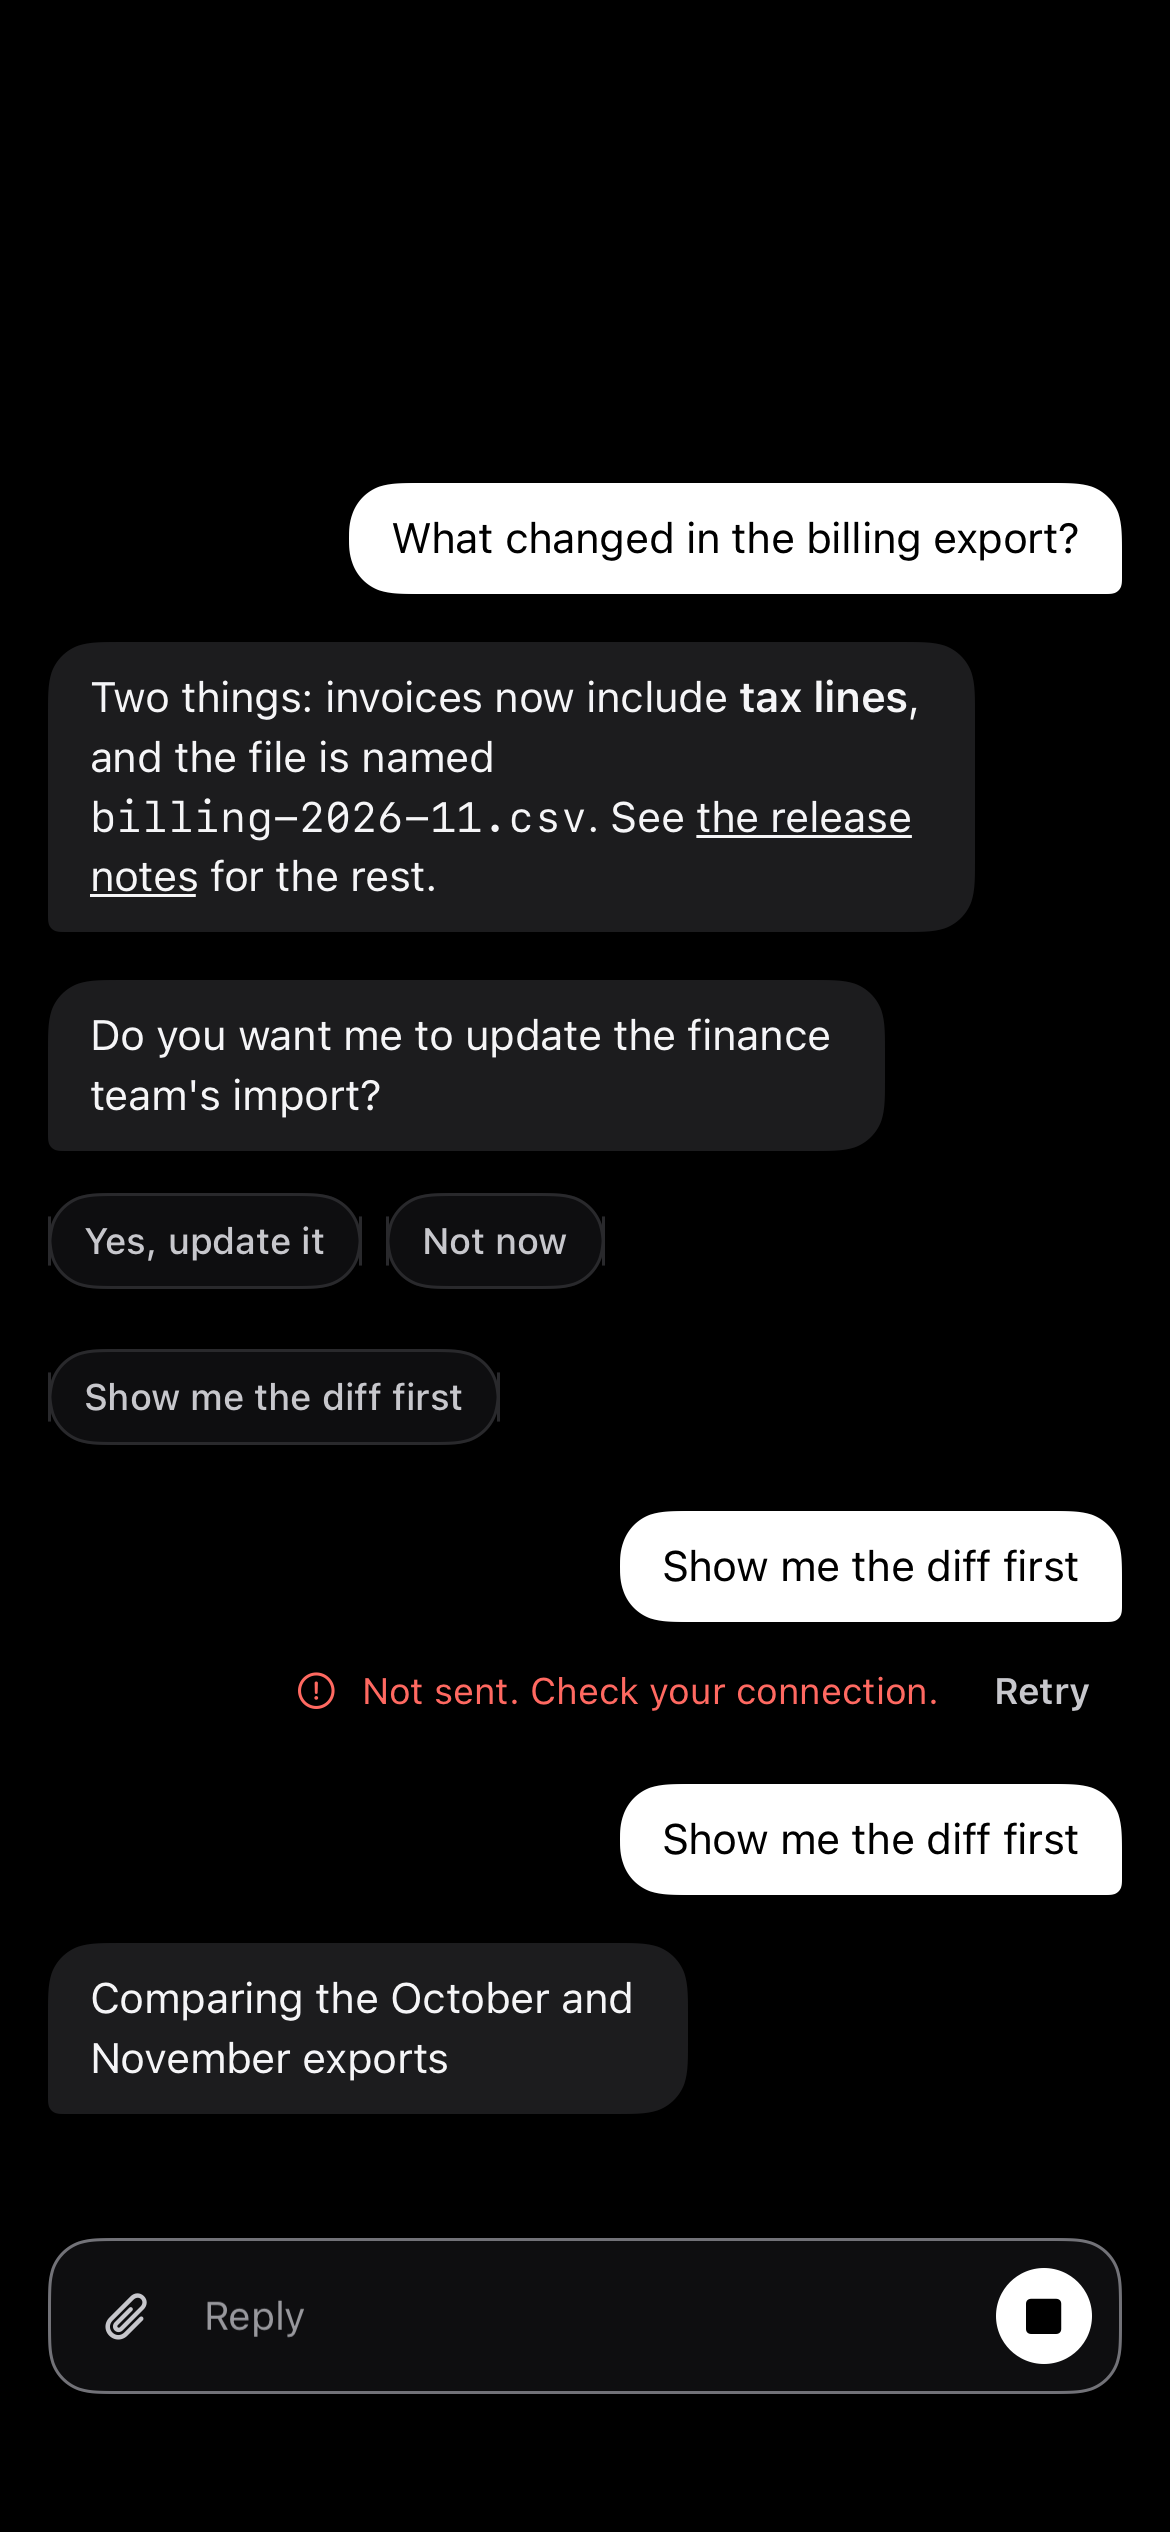 What changed in the billing export?
Two things: invoices now include tax lines,
and the file is named
billing-2026-11.csv. See the release
notes for the rest.
Do you want me to update the finance
team's import?
Yes, update it
Not now
Show me the diff first
Show me the diff first
Not sent. Check your connection.
Retry
Show me the diff first
Comparing the October and
November exports
Reply